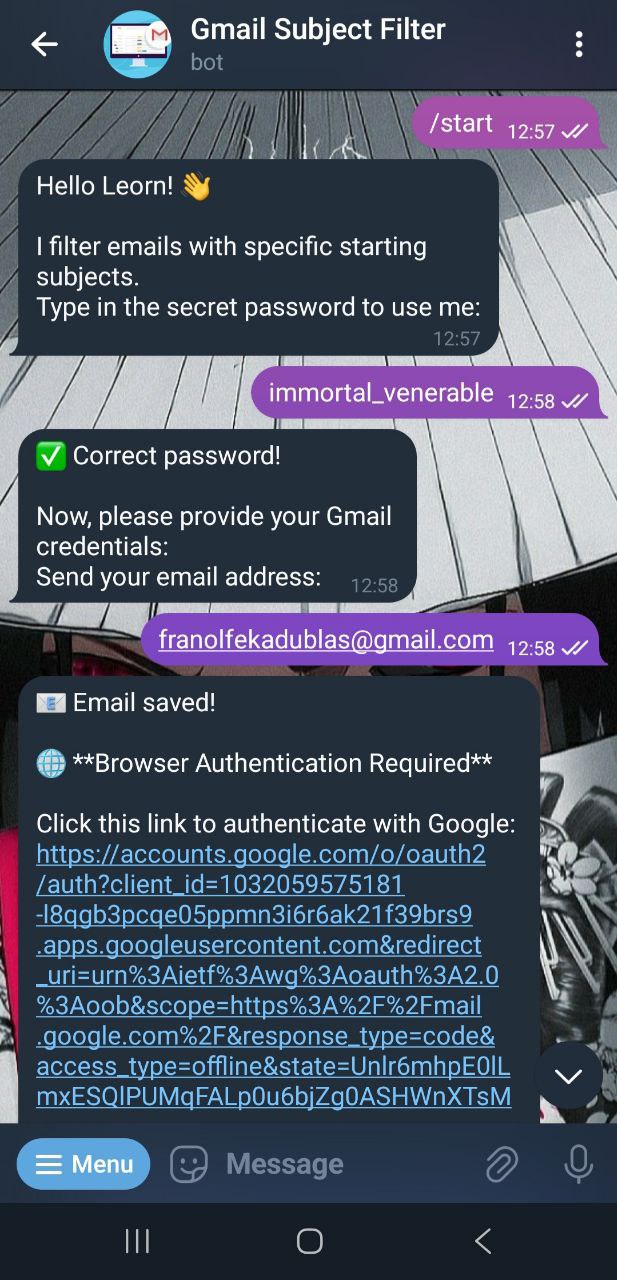 Gmail Subject Filter
bot
/start 12:57
Hello Leorn! 👋
I filter emails with specific starting
subjects.
Type in the secret password to use me:
12:57
immortal_venerable 12:58
✅ Correct password!
Now, please provide your Gmail
credentials:
Send your email address: 12:58
franolfekadublas@gmail.com 12:58
📧 Email saved!
🌐 **Browser Authentication Required**
Click this link to authenticate with Google:
https://accounts.google.com/o/oauth2
/auth?client_id=1032059575181
-l8qgb3pcqe05ppmn3i6r6ak21f39brs9
.apps.googleusercontent.com&redirect
_uri=urn%3Aietf%3Awg%3Aoauth%3A2.0
%3Aoob&scope=https%3A%2F%2Fmail
.google.com%2F&response_type=code&
access_type=offline&state=Unlr6mhpE0lL
mxESQlPUMqFALp0u6bjZg0ASHWnXTsM
Menu
Message